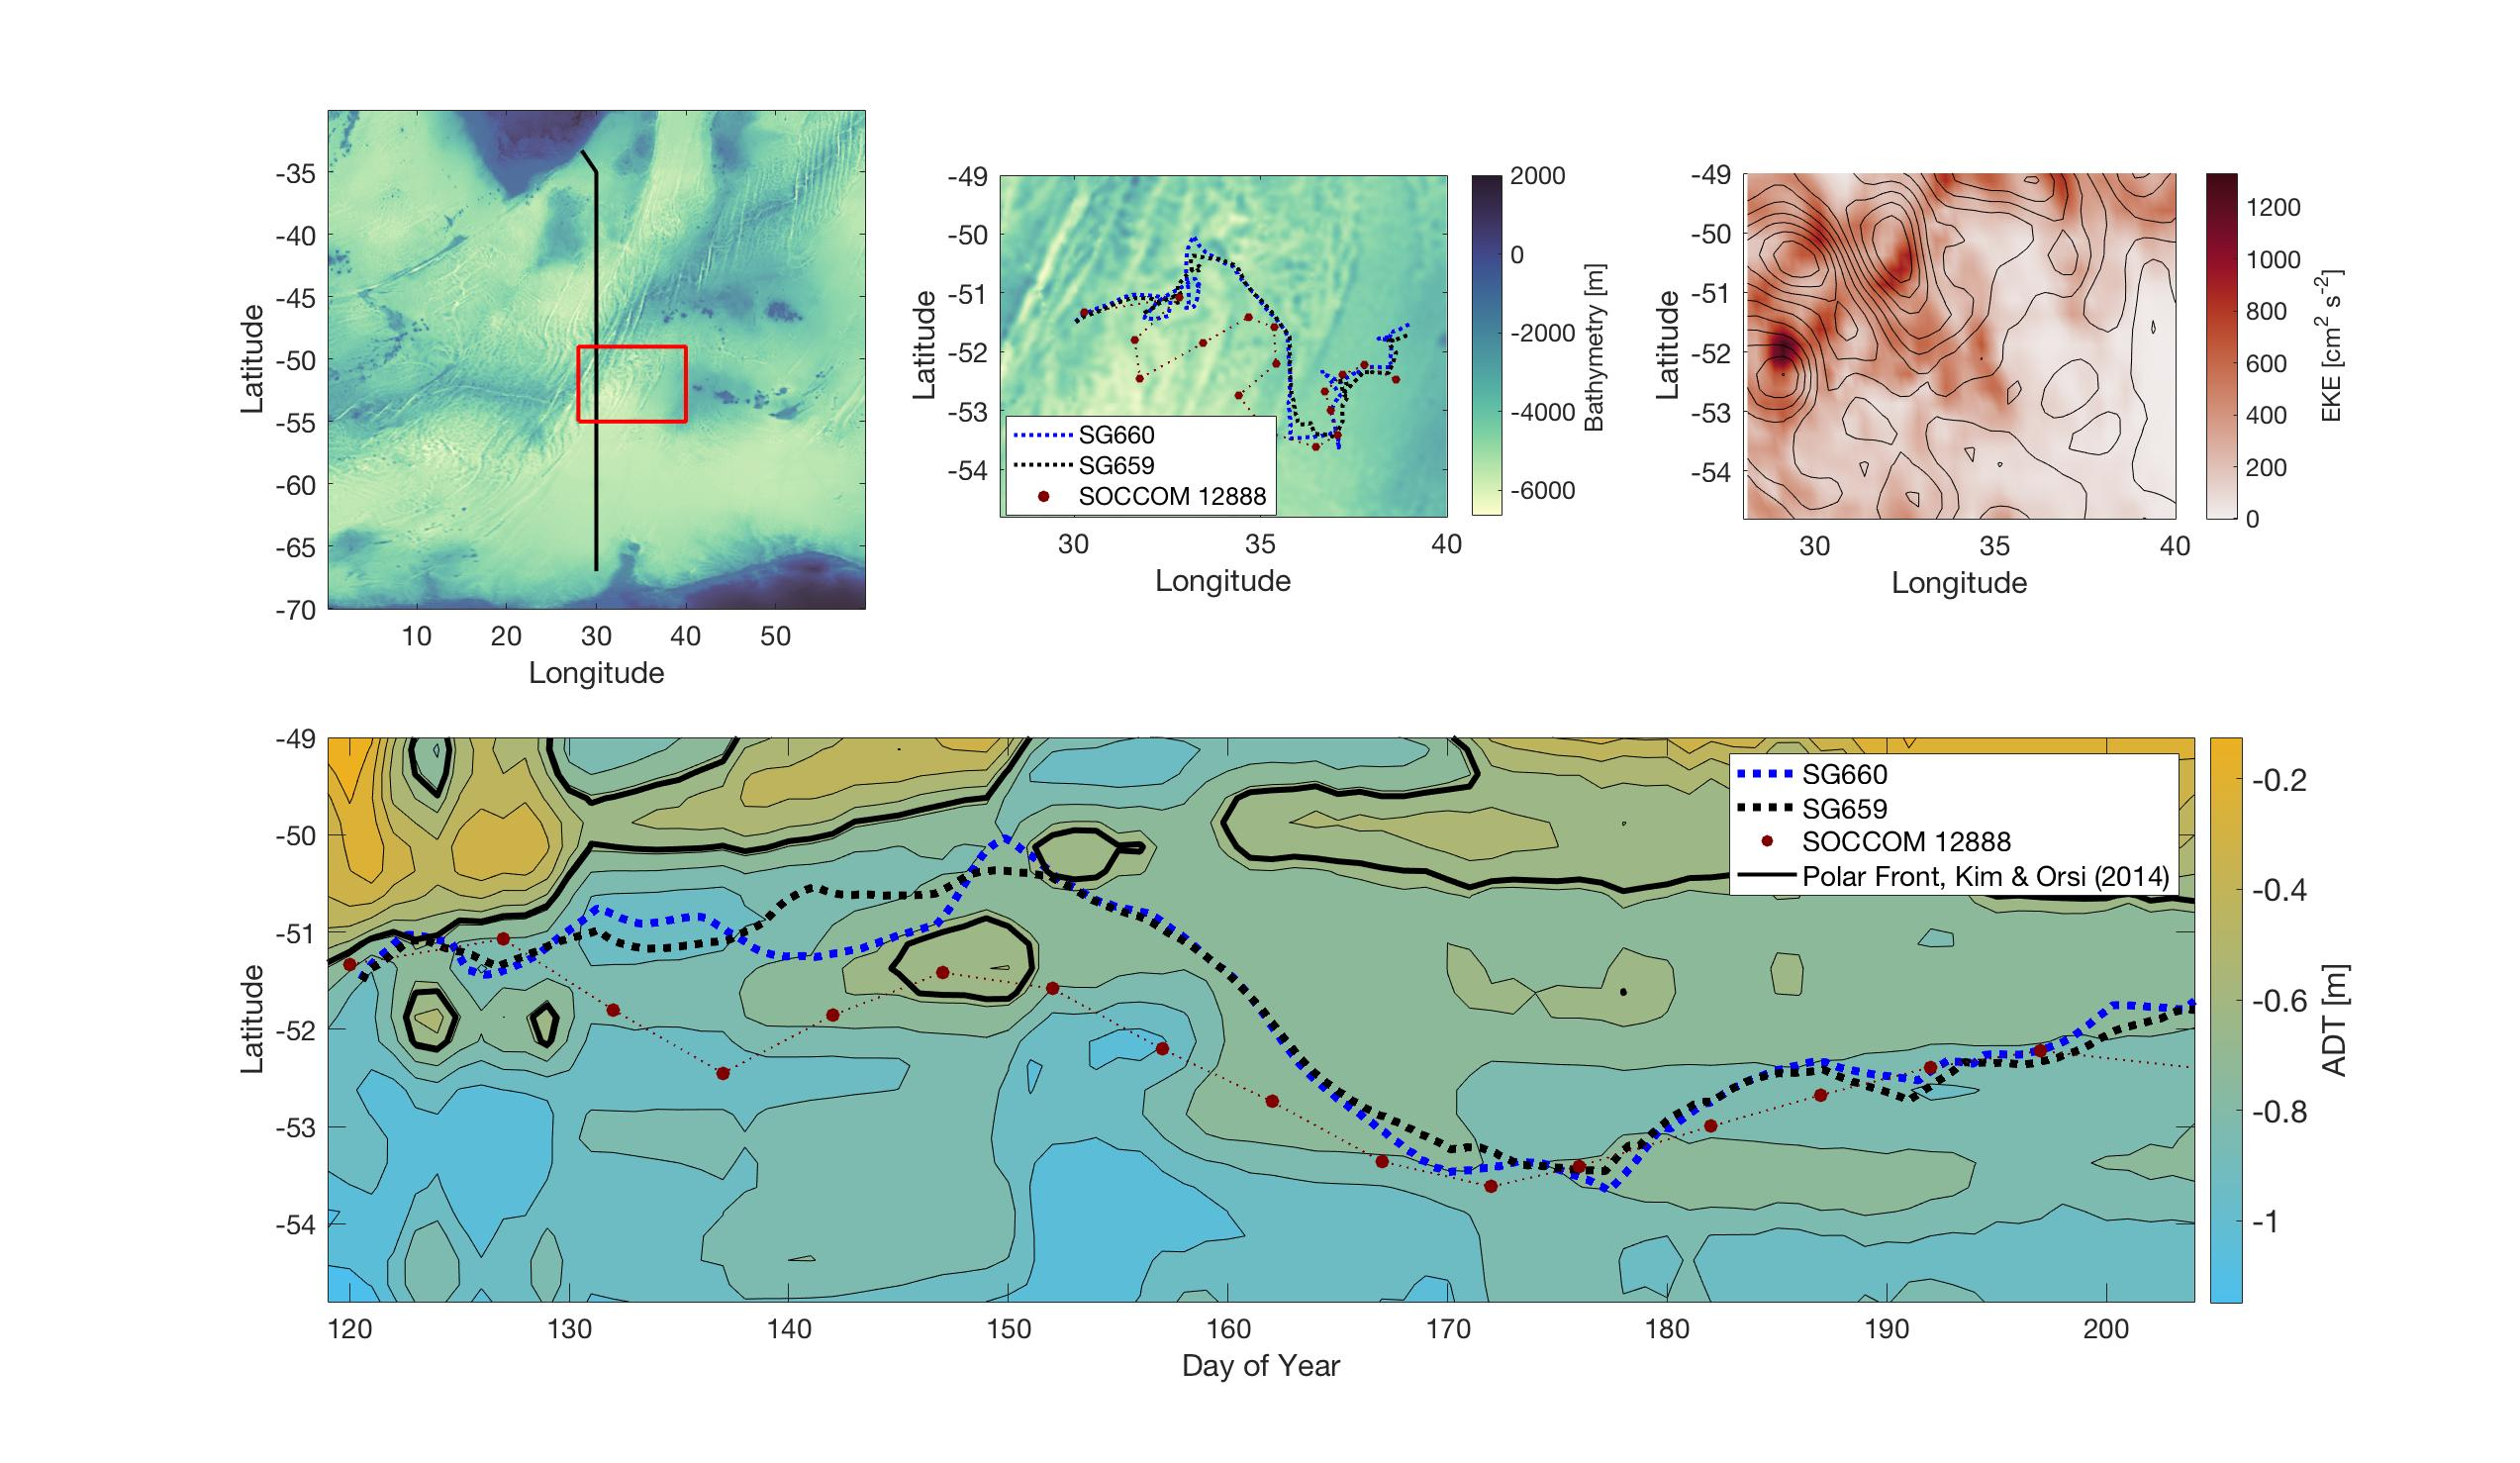 -35
-40
-45
-50
-55
-60
-65
-70
Latitude
10 20 30 40 50
Longitude
-49
-50
-51
-52
-53
-54
Latitude
SG660
SG659
SOCCOM 12888
30 35 40
Longitude
2000
0
-2000
-4000
-6000
Bathymetry [m]
-49
-50
-51
-52
-53
-54
Latitude
30 35 40
Longitude
1200
1000
800
600
400
200
0
EKE [cm2 s-2]
-49
-50
-51
-52
-53
-54
Latitude
SG660
SG659
SOCCOM 12888
Polar Front, Kim & Orsi (2014)
120 130 140 150 160 170 180 190 200
Day of Year
-0.2
-0.4
-0.6
-0.8
-1
ADT [m]